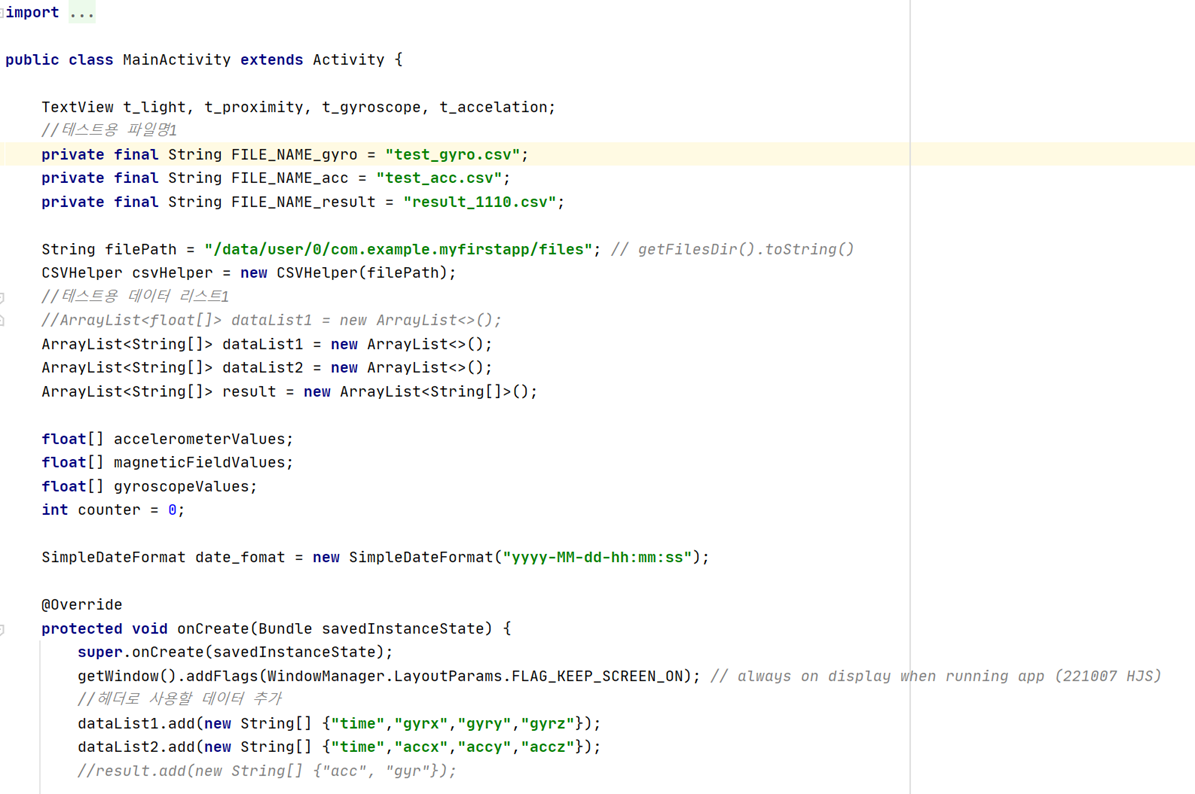 import ...
public class MainActivity extends Activity {
TextView t_light, t_proximity, t_gyroscope, t_accelation;
//테스트용 파일명1
private final String FILE_NAME_gyro = "test_gyro.csv";
private final String FILE_NAME_acc = "test_acc.csv";
private final String FILE_NAME_result = "result_1110.csv";
String filePath = "/data/user/0/com.example.myfirstapp/files"; // getFilesDir().toString()
CSVHelper csvHelper = new CSVHelper(filePath);
//테스트용 데이터 리스트1
//ArrayList<float[]> dataList1 = new ArrayList<>();
ArrayList<String[]> dataList1 = new ArrayList<>();
ArrayList<String[]> dataList2 = new ArrayList<>();
ArrayList<String[]> result = new ArrayList<String[]>();
float[] accelerometerValues;
float[] magneticFieldValues;
float[] gyroscopeValues;
int counter = 0;
SimpleDateFormat date_fomat = new SimpleDateFormat("yyyy-MM-dd-hh:mm:ss");
@Override
protected void onCreate(Bundle savedInstanceState) {
super.onCreate(savedInstanceState);
getWindow().addFlags(WindowManager.LayoutParams.FLAG_KEEP_SCREEN_ON); // always on display when running app (221007 HJS)
//헤더로 사용할 데이터 추가
dataList1.add(new String[] {"time","gyrx","gyry","gyrz"});
dataList2.add(new String[] {"time","accx","accy","accz"});
//result.add(new String[] {"acc", "gyr"});